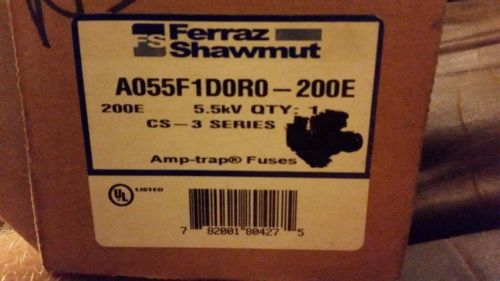 FS Ferraz Shawmut
A055F1D0R0-200E
200E 5.5kV QTY: 1
CS-3 SERIES
Amp-trap® Fuses
UL LISTED
7 82001 80427 5